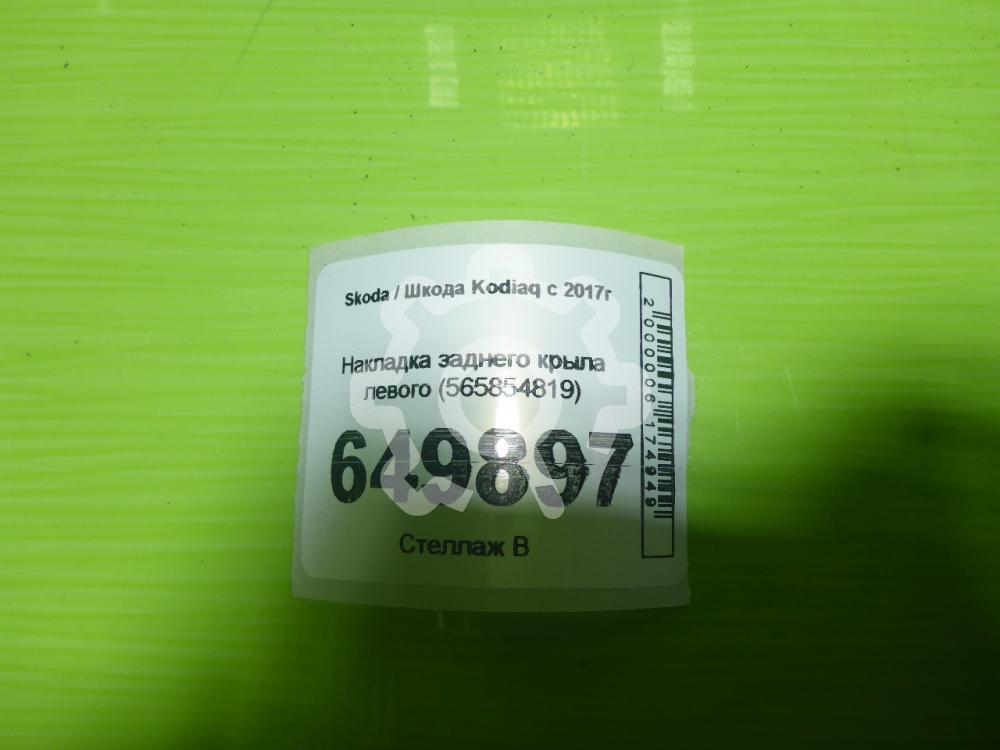 Skoda / Шкода Kodiaq с 2017г
Накладка заднего крыла
левого (565854819)
649897
Стеллаж В
2000006174949